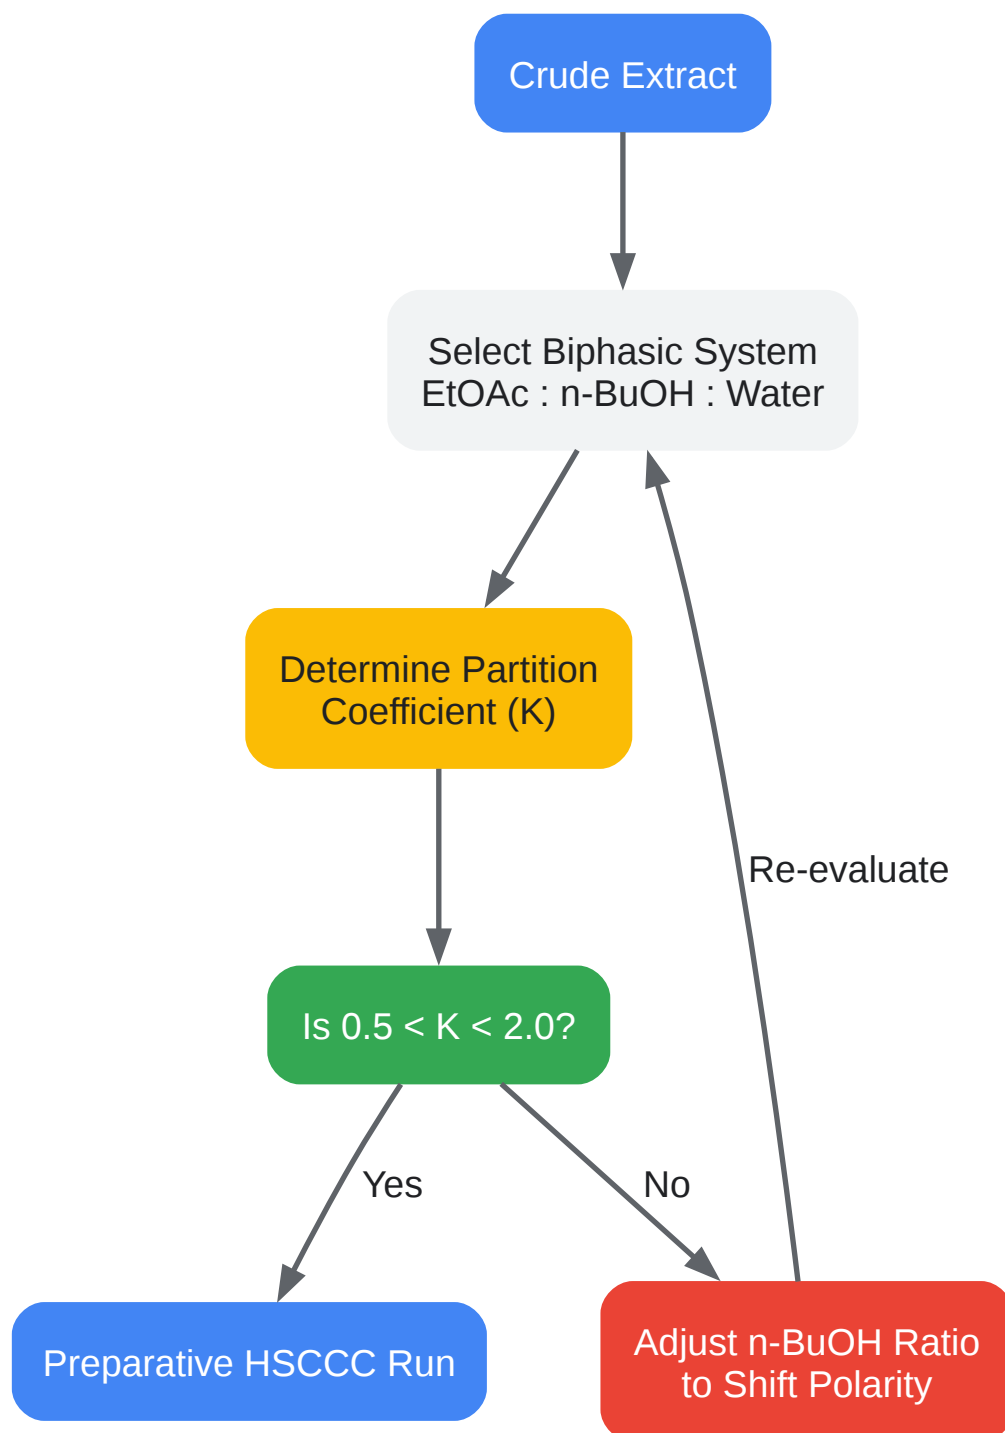 Crude Extract
Select Biphasic System
EtOAc : n-BuOH : Water
Determine Partition
Coefficient (K)
Re-evaluate
Is 0.5 < K < 2.0?
Yes
No
Preparative HSCCC Run
Adjust n-BuOH Ratio
to Shift Polarity